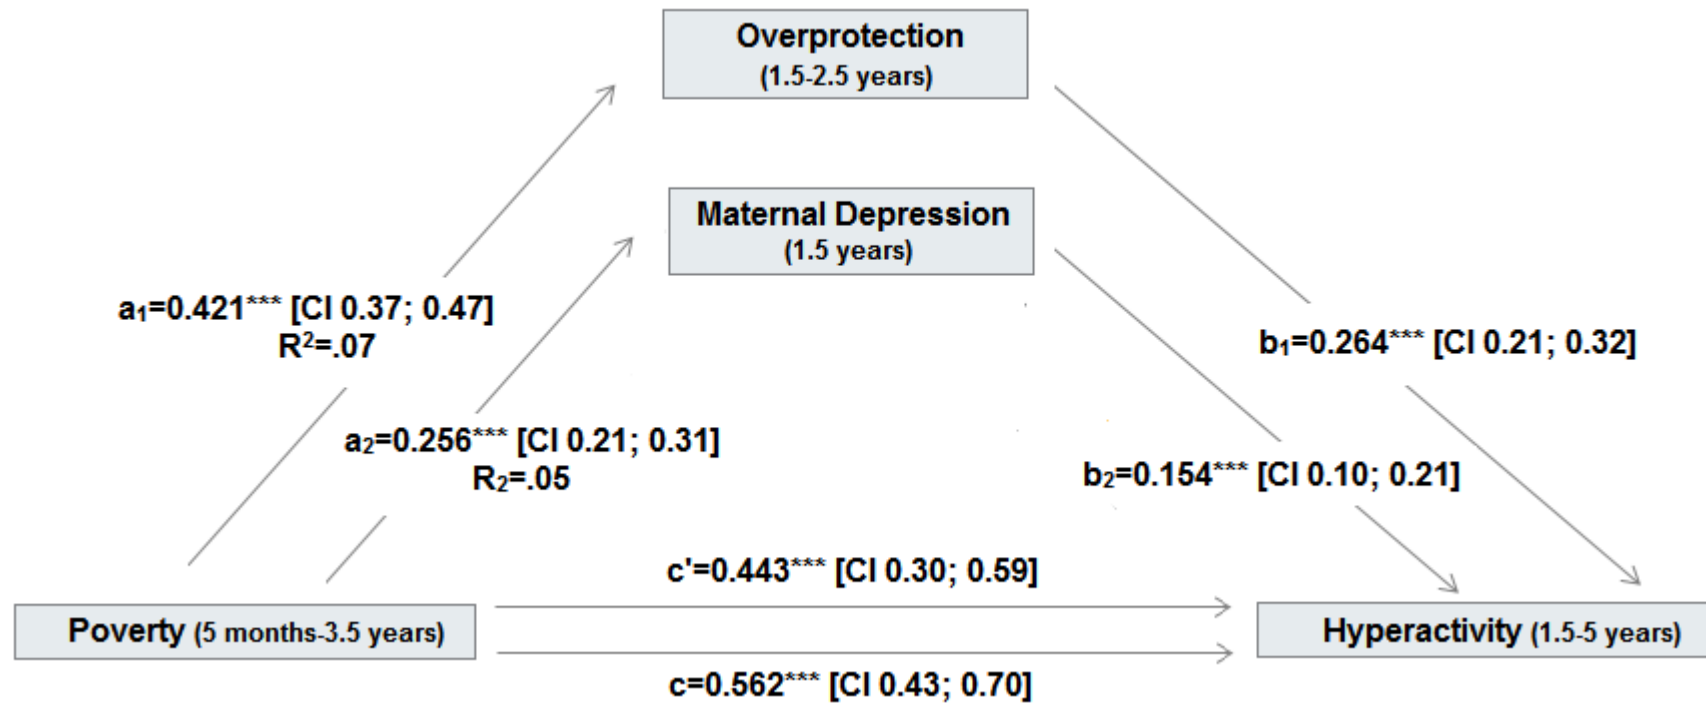 Overprotection
(1.5-2.5 years)
Maternal Depression
(1.5 years)
a₁=0.421*** [CI 0.37; 0.47]
R²=.07
b₁=0.264*** [CI 0.21; 0.32]
a₂=0.256*** [CI 0.21; 0.31]
R₂=.05
b₂=0.154*** [CI 0.10; 0.21]
c'=0.443*** [CI 0.30; 0.59]
Poverty (5 months-3.5 years)
Hyperactivity (1.5-5 years)
c=0.562*** [CI 0.43; 0.70]